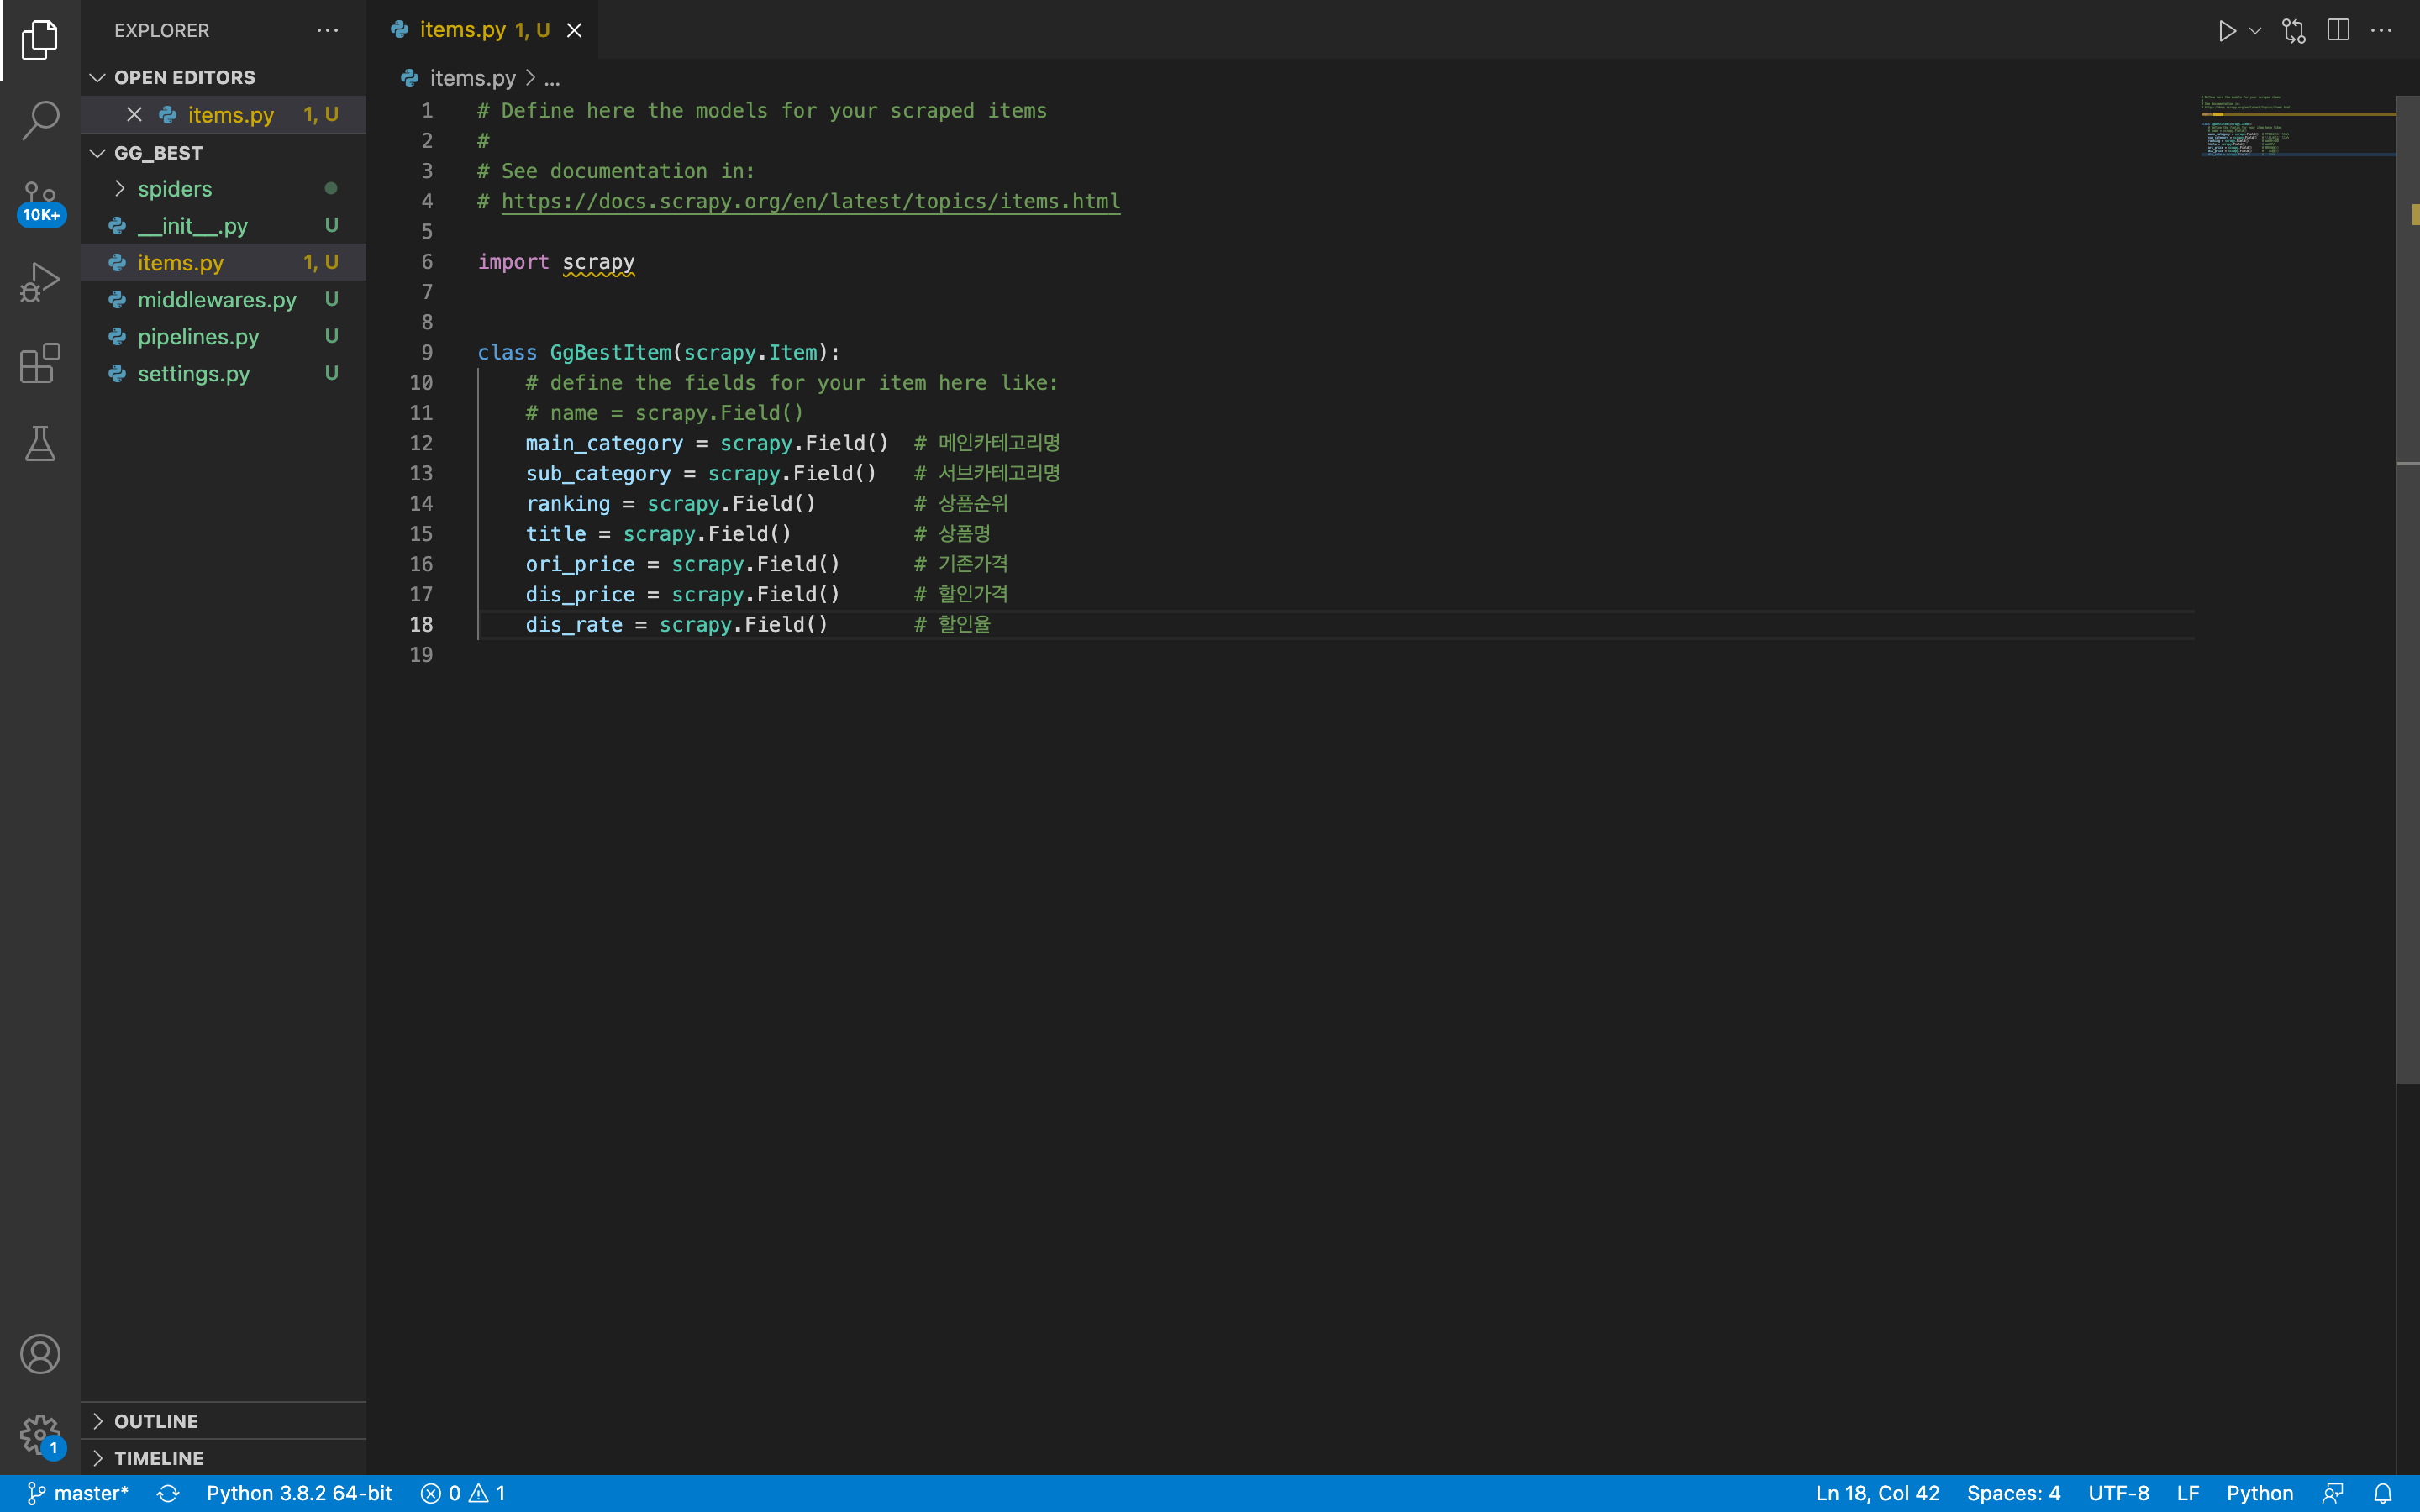 EXPLORER
OPEN EDITORS
items.py 1, U
GG_BEST
spiders
__init__.py U
items.py 1, U
middlewares.py U
pipelines.py U
settings.py U
OUTLINE
TIMELINE
10K+
1
items.py 1, U
items.py > ...
1 # Define here the models for your scraped items
2 #
3 # See documentation in:
4 # https://docs.scrapy.org/en/latest/topics/items.html
5
6 import scrapy
7
8
9 class GgBestItem(scrapy.Item):
10     # define the fields for your item here like:
11     # name = scrapy.Field()
12     main_category = scrapy.Field()  # 메인카테고리명
13     sub_category = scrapy.Field()   # 서브카테고리명
14     ranking = scrapy.Field()        # 상품순위
15     title = scrapy.Field()          # 상품명
16     ori_price = scrapy.Field()      # 기존가격
17     dis_price = scrapy.Field()      # 할인가격
18     dis_rate = scrapy.Field()       # 할인율
19
master* Python 3.8.2 64-bit 0 1 Ln 18, Col 42 Spaces: 4 UTF-8 LF Python